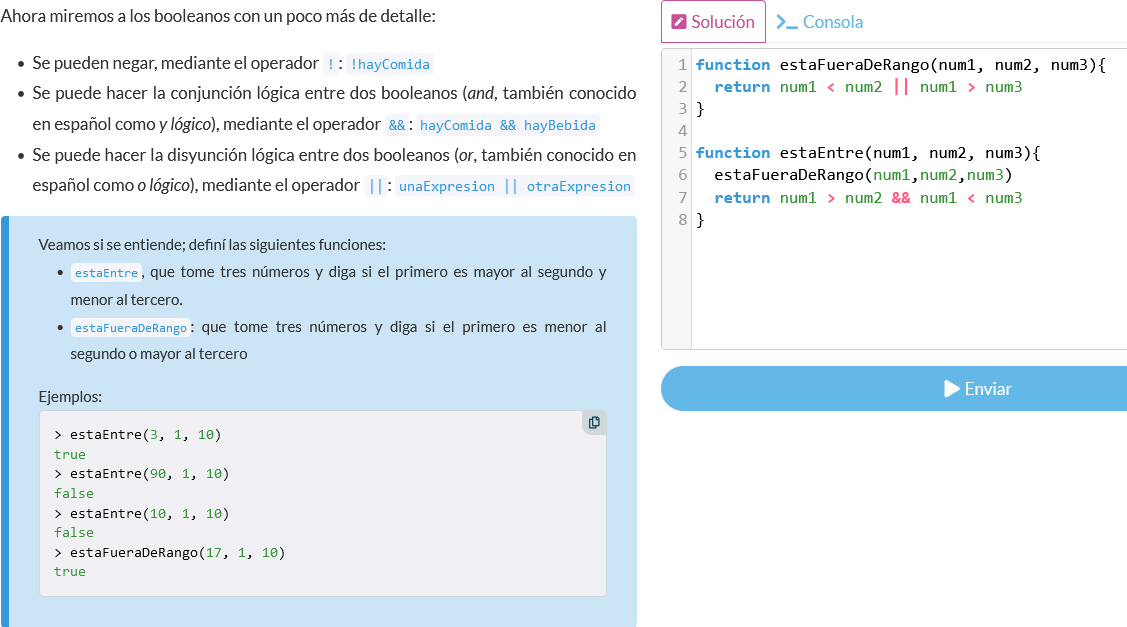 Ahora miremos a los booleanos con un poco más de detalle:
Se pueden negar, mediante el operador !: !hayComida
Se puede hacer la conjunción lógica entre dos booleanos (and, también conocido
en español como y lógico), mediante el operador &&: hayComida && hayBebida
Se puede hacer la disyunción lógica entre dos booleanos (or, también conocido en
español como o lógico), mediante el operador ||: unaExpresion || otraExpresion
Veamos si se entiende; definí las siguientes funciones:
estaEntre, que tome tres números y diga si el primero es mayor al segundo y
menor al tercero.
estaFueraDeRango: que tome tres números y diga si el primero es menor al
segundo o mayor al tercero
Ejemplos:
> estaEntre(3, 1, 10)
true
> estaEntre(90, 1, 10)
false
> estaEntre(10, 1, 10)
false
> estaFueraDeRango(17, 1, 10)
true
Solución
>_ Consola
1 function estaFueraDeRango(num1, num2, num3){
2   return num1 < num2 || num1 > num3
3 }
4
5 function estaEntre(num1, num2, num3){
6   estaFueraDeRango(num1,num2,num3)
7   return num1 > num2 && num1 < num3
8 }
Enviar